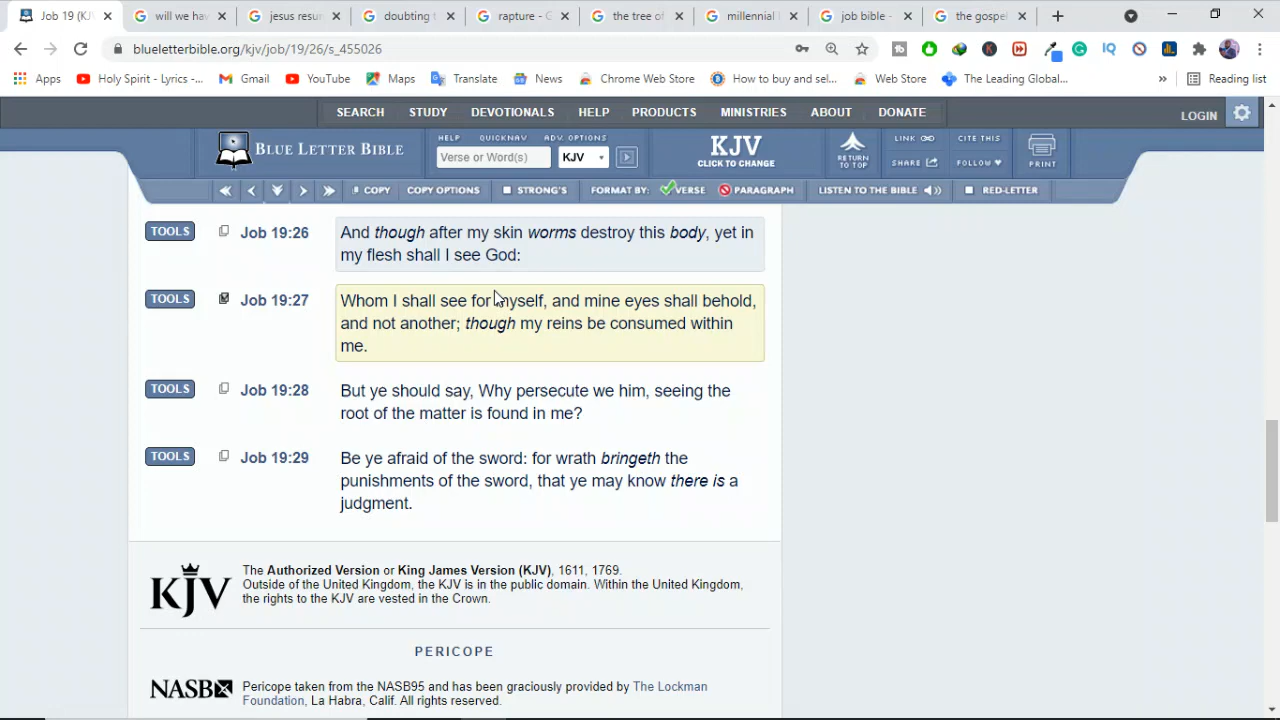 Job 19 (KJ
will we hav
jesus resur
doubting t
rapture - G
the tree of
millennial
job bible -
the gospel
blueletterbible.org/kjv/job/19/26/s_455026
Apps
Holy Spirit - Lyrics -...
Gmail
YouTube
Maps
Translate
News
Chrome Web Store
How to buy and sel...
Web Store
The Leading Global...
»
Reading list
SEARCH STUDY DEVOTIONALS HELP PRODUCTS MINISTRIES ABOUT DONATE
LOGIN
BLUE LETTER BIBLE
HELP QUICKNAV ADV. OPTIONS
Verse or Word(s)
KJV
KJV
CLICK TO CHANGE
RETURN
TO TOP
LINK
CITE THIS
SHARE
FOLLOW
PRINT
COPY COPY OPTIONS STRONG'S FORMAT BY: VERSE PARAGRAPH LISTEN TO THE BIBLE RED-LETTER
TOOLS Job 19:26 And though after my skin worms destroy this body, yet in
my flesh shall I see God:
TOOLS Job 19:27 Whom I shall see for myself, and mine eyes shall behold,
and not another; though my reins be consumed within
me.
TOOLS Job 19:28 But ye should say, Why persecute we him, seeing the
root of the matter is found in me?
TOOLS Job 19:29 Be ye afraid of the sword: for wrath bringeth the
punishments of the sword, that ye may know there is a
judgment.
KJV
The Authorized Version or King James Version (KJV), 1611, 1769.
Outside of the United Kingdom, the KJV is in the public domain. Within the United Kingdom,
the rights to the KJV are vested in the Crown.
PERICOPE
NASB
Pericope taken from the NASB95 and has been graciously provided by The Lockman
Foundation, La Habra, Calif. All rights reserved.